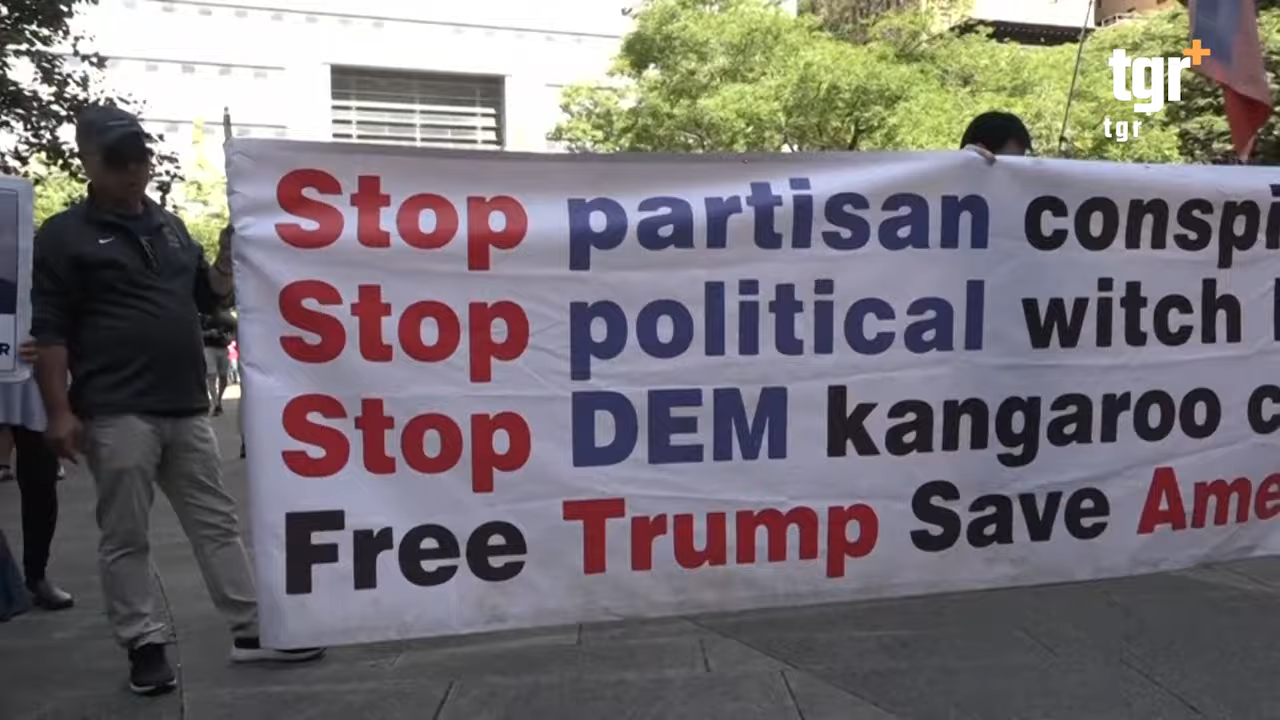 tgr+
tgr
Stop partisan conspi
Stop political witch
Stop DEM kangaroo c
Free Trump Save Ame
R